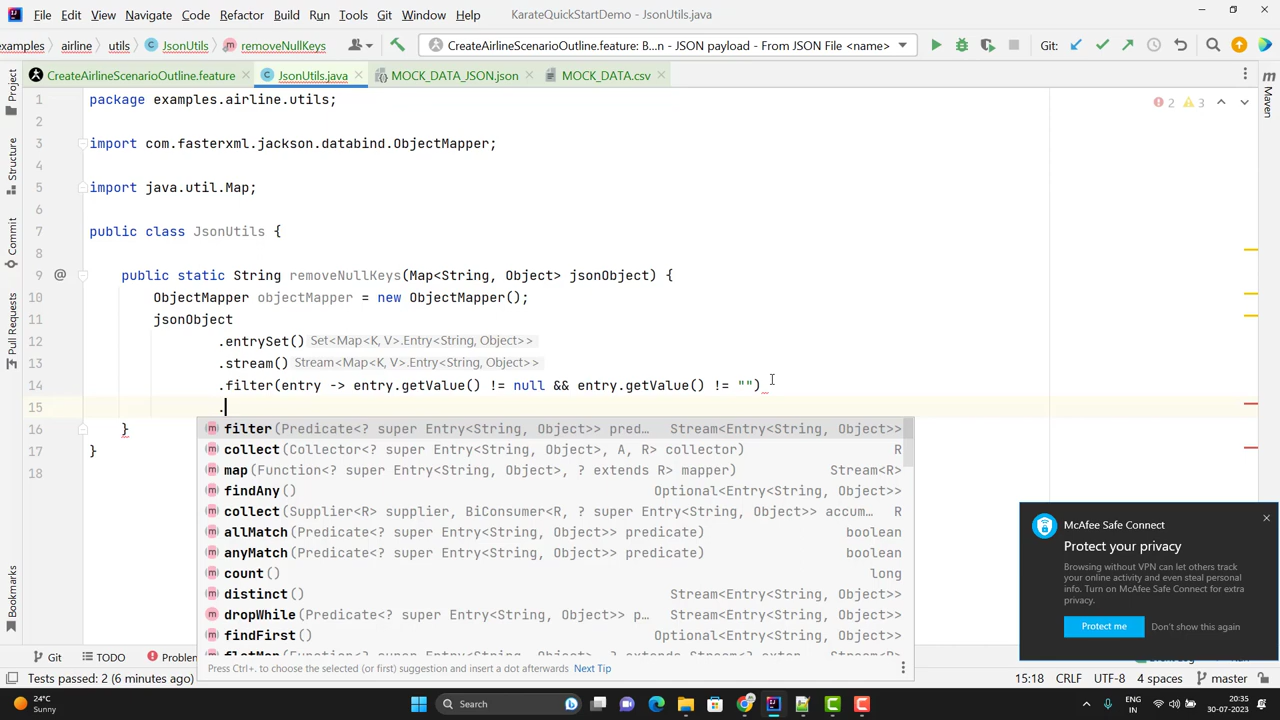 File Edit View Navigate Code Refactor Build Run Tools Git Window Help KarateQuickStartDemo - JsonUtils.java
examples airline utils JsonUtils removeNullKeys CreateAirlineScenarioOutline.feature: B...n - JSON payload - From JSON File <name> Git:
CreateAirlineScenarioOutline.feature JsonUtils.java MOCK_DATA_JSON.json MOCK_DATA.csv
Project
Structure
Commit
Pull Requests
Bookmarks
Maven
2 3
1 package examples.airline.utils;
2
3 import com.fasterxml.jackson.databind.ObjectMapper;
4
5 import java.util.Map;
6
7 public class JsonUtils {
8
9 @ public static String removeNullKeys(Map<String, Object> jsonObject) {
10 ObjectMapper objectMapper = new ObjectMapper();
11 jsonObject
12 .entrySet() Set<Map<K, V>.Entry<String, Object>>
13 .stream() Stream<Map<K, V>.Entry<String, Object>>
14 .filter(entry -> entry.getValue() != null && entry.getValue() != "")
15 .
16 }
17 }
18
m filter(Predicate<? super Entry<String, Object>> pred... Stream<Entry<String, Object>>
m collect(Collector<? super Entry<String, Object>, A, R> collector) R
m map(Function<? super Entry<String, Object>, ? extends R> mapper) Stream<R>
m findAny() Optional<Entry<String, Object>>
m collect(Supplier<R> supplier, BiConsumer<R, ? super Entry<String, Object>> accum... R
m allMatch(Predicate<? super Entry<String, Object>> predicate) boolean
m anyMatch(Predicate<? super Entry<String, Object>> predicate) boolean
m count() long
m distinct() Stream<Entry<String, Object>>
m dropWhile(Predicate<? super Entry<String, Object>> p... Stream<Entry<String, Object>>
m findFirst() Optional<Entry<String, Object>>
Press Ctrl+. to choose the selected (or first) suggestion and insert a dot afterwards Next Tip
McAfee Safe Connect
Protect your privacy
Browsing without VPN can let others track
your online activity and even steal personal
info. Turn on McAfee Safe Connect for extra
privacy.
Protect me Don't show this again
Git TODO Problem
Tests passed: 2 (6 minutes ago) 15:18 CRLF UTF-8 4 spaces master
24°C
Sunny
Search
ENG
IN
20:35
30-07-2023